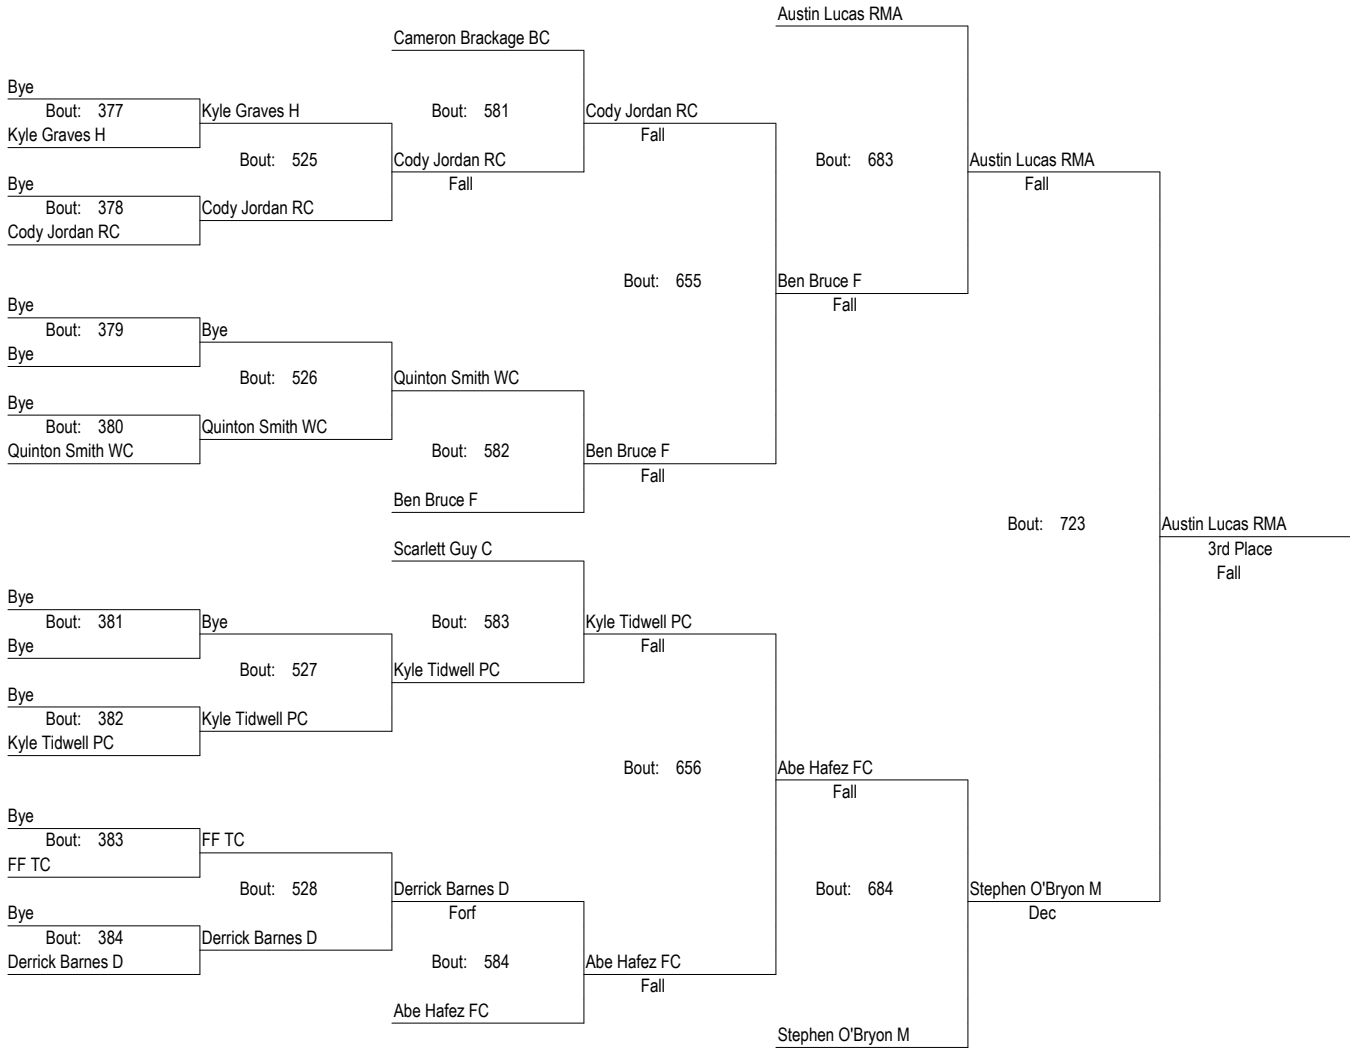 Austin Lucas RMA
Cameron Brackage BC
Bye
Bout: 377
Kyle Graves H
Bout: 581
Cody Jordan RC
Kyle Graves H
Fall
Bout: 525
Cody Jordan RC
Bout: 683
Austin Lucas RMA
Bye
Fall
Fall
Bout: 378
Cody Jordan RC
Cody Jordan RC
Bout: 655
Ben Bruce F
Bye
Fall
Bout: 379
Bye
Bye
Bout: 526
Quinton Smith WC
Bye
Bout: 380
Quinton Smith WC
Quinton Smith WC
Bout: 582
Ben Bruce F
Fall
Ben Bruce F
Bout: 723
Austin Lucas RMA
Scarlett Guy C
3rd Place
Fall
Bye
Bout: 381
Bye
Bout: 583
Kyle Tidwell PC
Bye
Fall
Bout: 527
Kyle Tidwell PC
Bye
Bout: 382
Kyle Tidwell PC
Kyle Tidwell PC
Bout: 656
Abe Hafez FC
Fall
Bye
Bout: 383
FF TC
FF TC
Bout: 528
Derrick Barnes D
Bout: 684
Stephen O'Bryon M
Bye
Forf
Dec
Bout: 384
Derrick Barnes D
Derrick Barnes D
Bout: 584
Abe Hafez FC
Fall
Abe Hafez FC
Stephen O'Bryon M